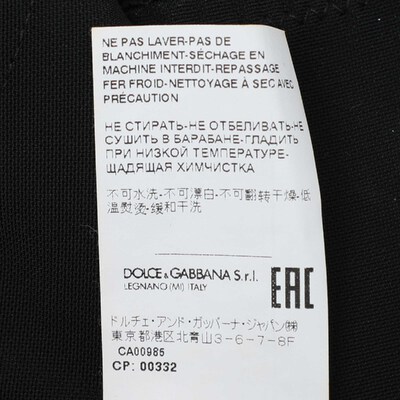 NE PAS LAVER-PAS DE
BLANCHIMENT-SÉCHAGE EN
MACHINE INTERDIT-REPASSAGE
FER FROID-NETTOYAGE À SEC AVEC
PRÉCAUTION
НЕ СТИРАТЬ-НЕ ОТБЕЛИВАТЬ-НЕ
СУШИТЬ В БАРАБАНЕ-ГЛАДИТЬ
ПРИ НИЗКОЙ ТЕМПЕРАТУРЕ-
ЩАДЯЩАЯ ХИМЧИСТКА
不可水洗-不可漂白-不可翻转干燥-低
温熨烫-缓和干洗
DOLCE & GABBANA S.r.l.
LEGNANO (MI) ITALY
EAC
ドルチェ・アンド・ガッバーナ・ジャパン㈱
東京都港区北青山3-6-7-8F
CA00985
CP: 00332